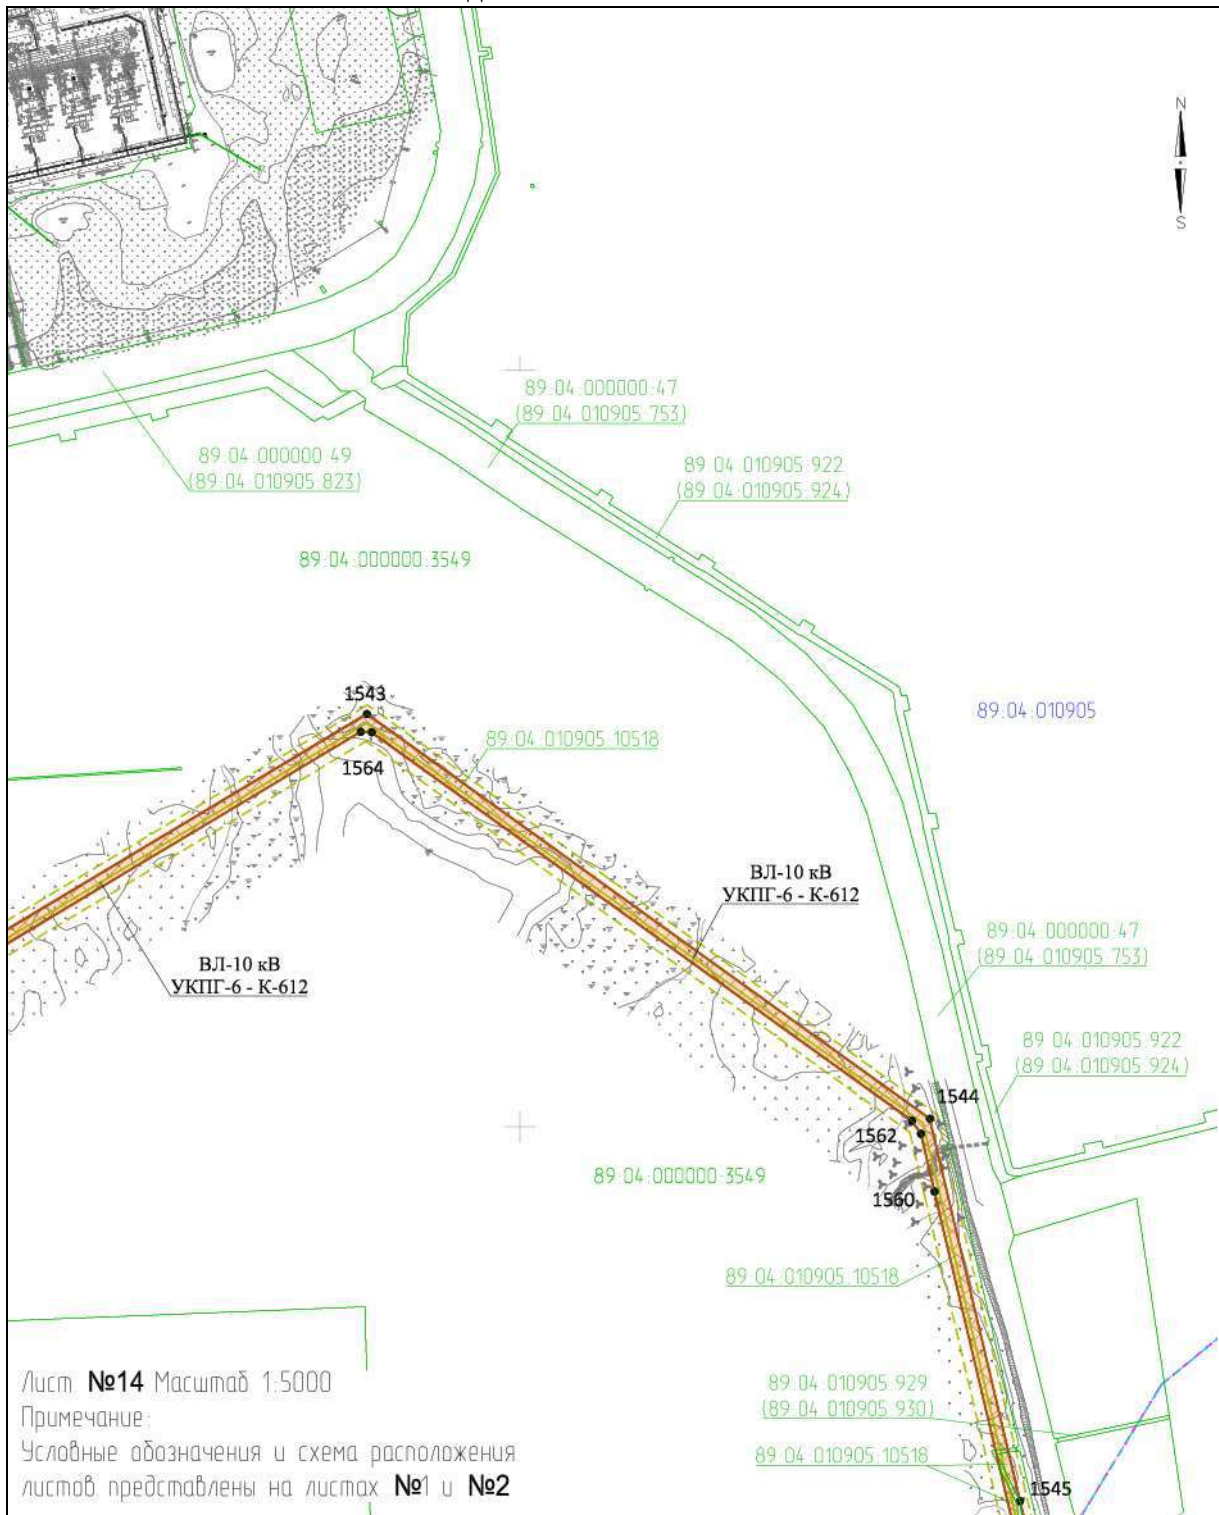 N
S
89:04:000000:47
(89:04:010905:753)
89:04:000000:49
(89:04:010905:823)
89:04:010905:922
(89:04:010905:924)
89:04:000000:3549
1543
89:04:010905
89:04:010905:10518
1564
ВЛ-10 кВ
УКПГ-6 - К-612
89:04:000000:47
(89:04:010905:753)
ВЛ-10 кВ
УКПГ-6 - К-612
89:04:010905:922
(89:04:010905:924)
1544
1562
89:04:000000:3549
1560
89:04:010905:10518
Лист №14 Масштаб 1:5000
89:04:010905:929
(89:04:010905:930)
Примечание:
Условные обозначения и схема расположения
листов представлены на листах №1 и №2
89:04:010905:10518
1545